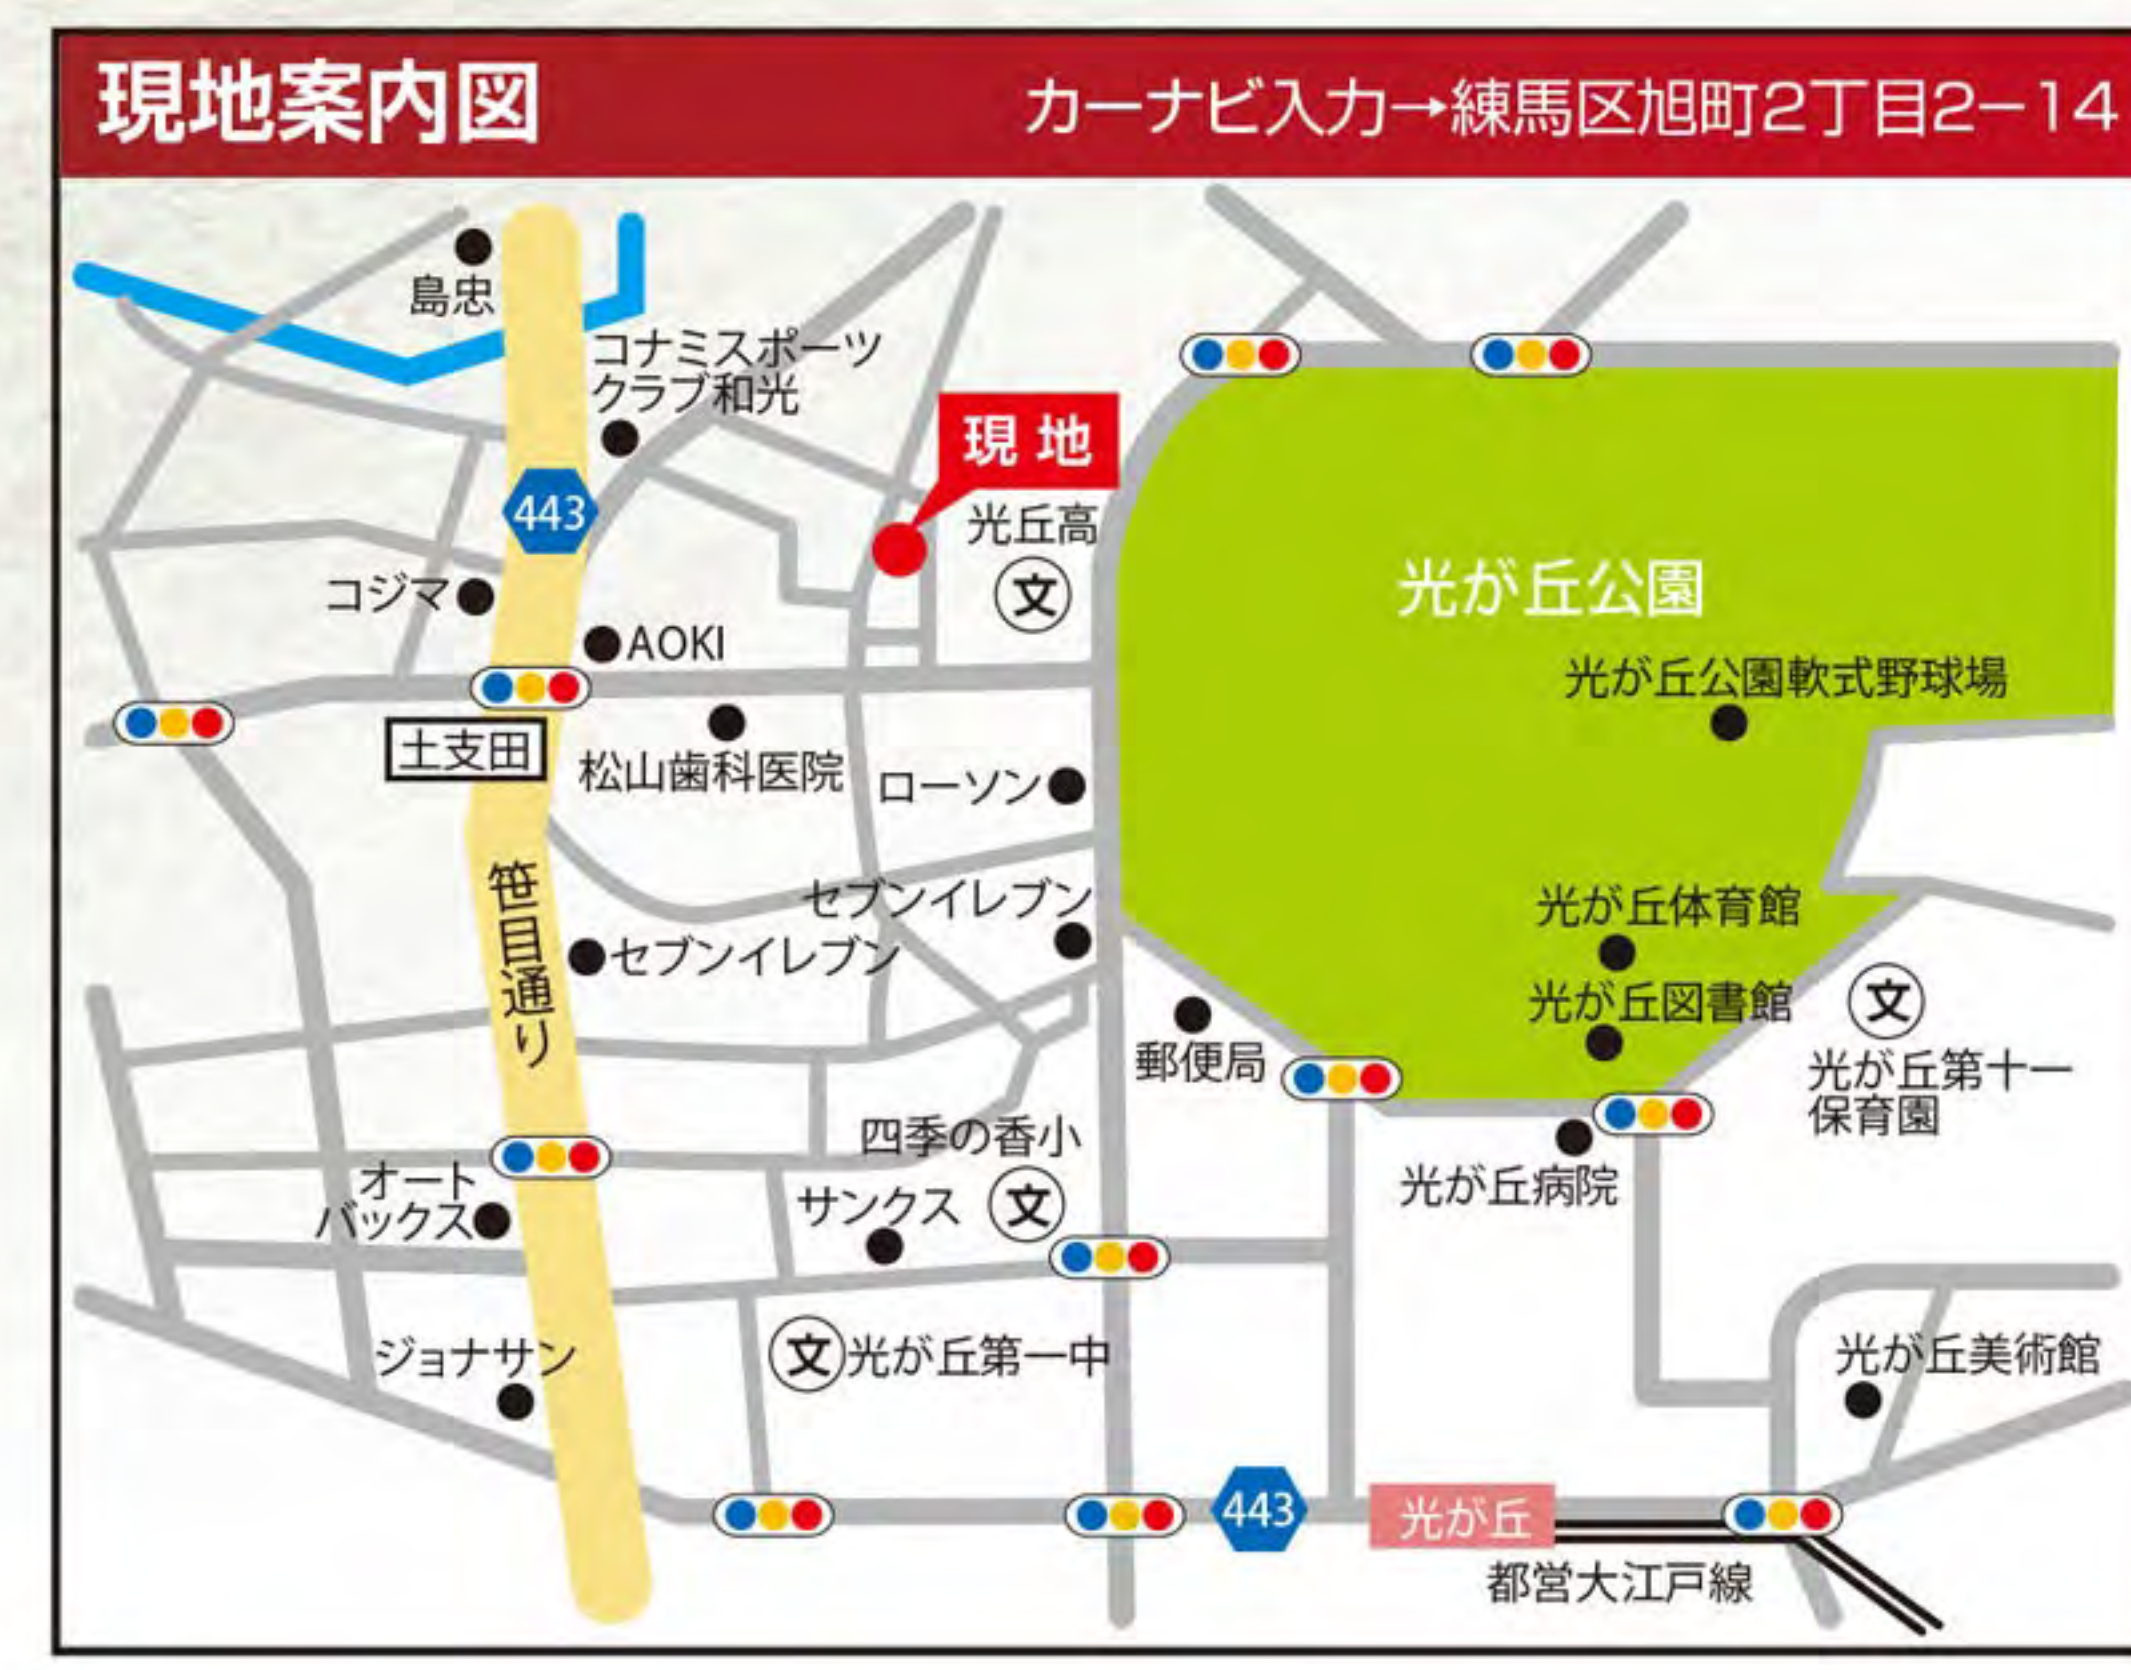 現地案内図
カーナビ入力→練馬区旭町2丁目2−14
島忠
コナミスポーツ
クラブ和光
443
現地
光丘高
文
コジマ
AOKI
光が丘公園
光が丘公園軟式野球場
土支田
松山歯科医院
ローソン
笹目通り
セブンイレブン
セブンイレブン
光が丘体育館
光が丘図書館
文
光が丘第十一
保育園
郵便局
四季の香小
文
オート
バックス
サンクス
光が丘病院
ジョナサン
文
光が丘第一中
光が丘美術館
443
光が丘
都営大江戸線